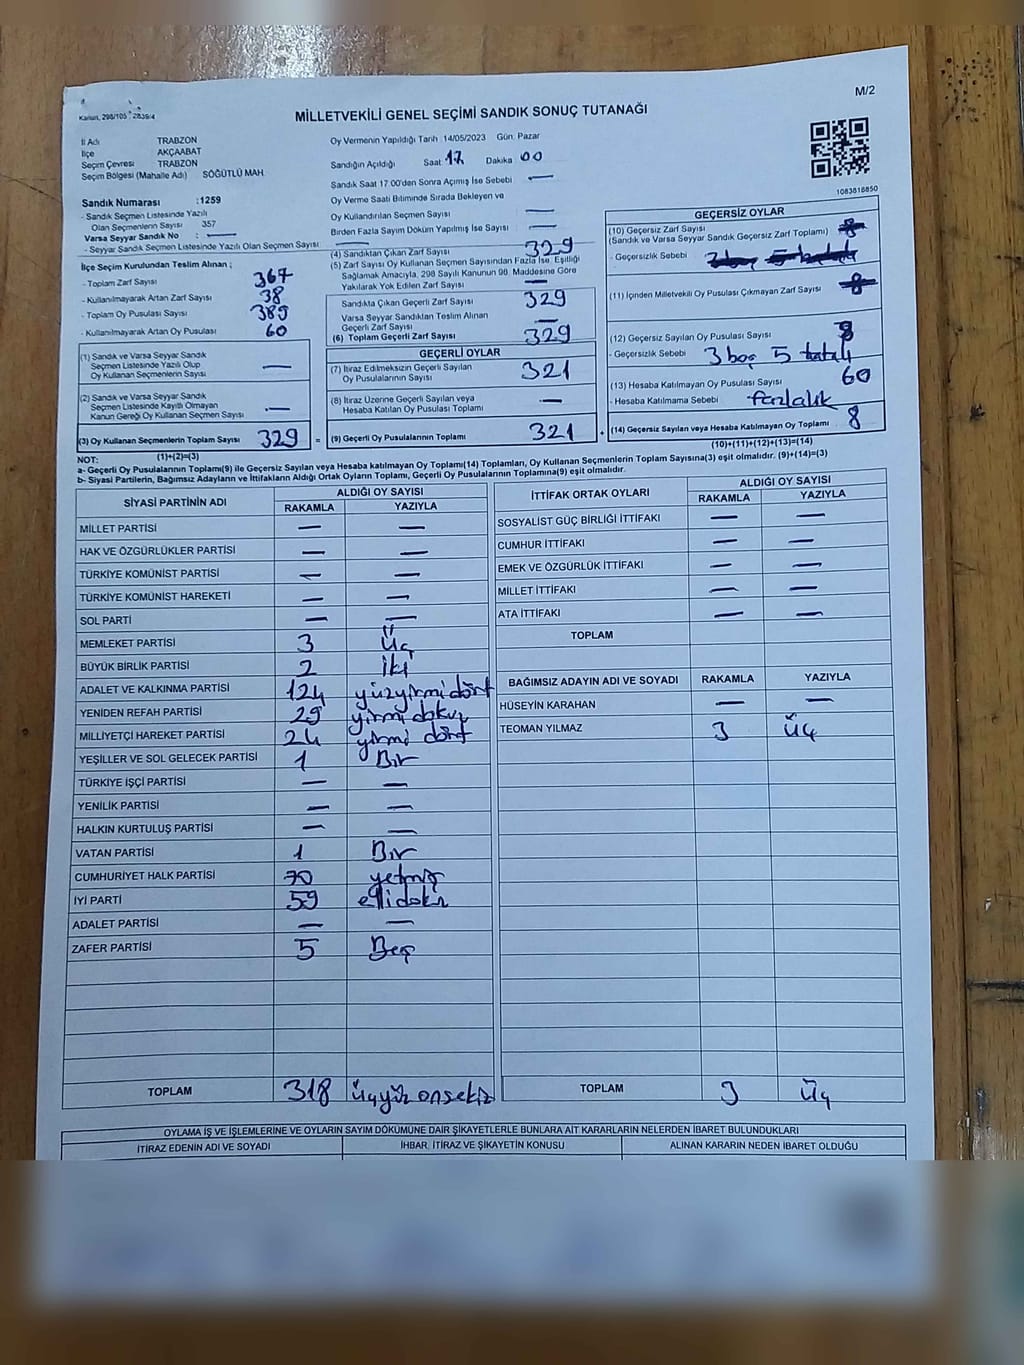 Kanun, 298/105 - 2839/4
M/2
MİLLETVEKİLİ GENEL SEÇİMİ SANDIK SONUÇ TUTANAĞI
İl Adı TRABZON
İlçe AKÇAABAT
Seçim Çevresi TRABZON
Seçim Bölgesi (Mahalle Adı) SÖĞÜTLÜ MAH.
Sandık Numarası :1259
- Sandık Seçmen Listesinde Yazılı
Olan Seçmenlerin Sayısı 357
Varsa Seyyar Sandık No : —
- Seyyar Sandık Seçmen Listesinde Yazılı Olan Seçmen Sayısı : —
Oy Vermenin Yapıldığı Tarih 14/05/2023 Gün: Pazar
Sandığın Açıldığı Saat 17 Dakika 00
Sandık Saat 17:00'den Sonra Açımış İse Sebebi —
Oy Verme Saati Bitiminde Sırada Bekleyen ve
Oy Kullandırılan Seçmen Sayısı —
Birden Fazla Sayım Döküm Yapılmış İse Sayısı —
1083818850
İlçe Seçim Kurulundan Teslim Alınan ;
- Toplam Zarf Sayısı 367
- Kullanılmayarak Artan Zarf Sayısı 38
- Toplam Oy Pusulası Sayısı 389
- Kullanılmayarak Artan Oy Pusulası 60
(1) Sandık ve Varsa Seyyar Sandık
Seçmen Listesinde Yazılı Olup
Oy Kullanan Seçmenlerin Sayısı —
(2) Sandık ve Varsa Seyyar Sandık
Seçmen Listesinde Kayıtlı Olmayan
Kanun Gereği Oy Kullanan Seçmen Sayısı —
(3) Oy Kullanan Seçmenlerin Toplam Sayısı 329 =
(1)+(2)=(3)
(4) Sandıktan Çıkan Zarf Sayısı 329
(5) Zarf Sayısı Oy Kullanan Seçmen Sayısından Fazla İse, Eşitliği
Sağlamak Amacıyla, 298 Sayılı Kanunun 98. Maddesine Göre
Yakılarak Yok Edilen Zarf Sayısı —
Sandıkta Çıkan Geçerli Zarf Sayısı 329
Varsa Seyyar Sandıktan Teslim Alınan
Geçerli Zarf Sayısı —
(6) Toplam Geçerli Zarf Sayısı 329
GEÇERLİ OYLAR
(7) İtiraz Edilmeksizin Geçerli Sayılan
Oy Pusulalarının Sayısı 321
(8) İtiraz Üzerine Geçerli Sayılan veya
Hesaba Katılan Oy Pusulası Toplamı —
(9) Geçerli Oy Pusulalarının Toplamı 321 +
GEÇERSİZ OYLAR
(10) Geçersiz Zarf Sayısı 8
(Sandık ve Varsa Seyyar Sandık Geçersiz Zarf Toplamı)
- Geçersizlik Sebebi
(11) İçinden Milletvekili Oy Pusulası Çıkmayan Zarf Sayısı 8
(12) Geçersiz Sayılan Oy Pusulası Sayısı 8
- Geçersizlik Sebebi 3 boş 5 hatalı
(13) Hesaba Katılmayan Oy Pusulası Sayısı 60
- Hesaba Katılmama Sebebi fazlalık
(14) Geçersiz Sayılan veya Hesaba Katılmayan Oy Toplamı 8
(10)+(11)+(12)+(13)=(14)
NOT:
a- Geçerli Oy Pusulalarının Toplamı(9) ile Geçersiz Sayılan veya Hesaba katılmayan Oy Toplamı(14) Toplamları, Oy Kullanan Seçmenlerin Toplam Sayısına(3) eşit olmalıdır. (9)+(14)=(3)
b- Siyasi Partilerin, Bağımsız Adayların ve İttifakların Aldığı Ortak Oyların Toplamı, Geçerli Oy Pusulalarının Toplamına(9) eşit olmalıdır.
SİYASİ PARTİNİN ADI ALDIĞI OY SAYISI
RAKAMLA YAZIYLA
MİLLET PARTİSİ — —
HAK VE ÖZGÜRLÜKLER PARTİSİ — —
TÜRKİYE KOMÜNİST PARTİSİ — —
TÜRKİYE KOMÜNİST HAREKETİ — —
SOL PARTİ — —
MEMLEKET PARTİSİ 3 Üç
BÜYÜK BİRLİK PARTİSİ 2 iki
ADALET VE KALKINMA PARTİSİ 124 yüzyirmidört
YENİDEN REFAH PARTİSİ 29 yirmidokuz
MİLLİYETÇİ HAREKET PARTİSİ 24 yirmi dört
YEŞİLLER VE SOL GELECEK PARTİSİ 1 Bir
TÜRKİYE İŞÇİ PARTİSİ — —
YENİLİK PARTİSİ — —
HALKIN KURTULUŞ PARTİSİ — —
VATAN PARTİSİ 1 Bir
CUMHURİYET HALK PARTİSİ 70 yetmiş
İYİ PARTİ 59 ellidoku
ADALET PARTİSİ — —
ZAFER PARTİSİ 5 Beş
TOPLAM 318 üçyüz onsekiz
İTTİFAK ORTAK OYLARI ALDIĞI OY SAYISI
RAKAMLA YAZIYLA
SOSYALİST GÜÇ BİRLİĞİ İTTİFAKI — —
CUMHUR İTTİFAKI — —
EMEK VE ÖZGÜRLÜK İTTİFAKI — —
MİLLET İTTİFAKI — —
ATA İTTİFAKI — —
TOPLAM
BAĞIMSIZ ADAYIN ADI VE SOYADI RAKAMLA YAZIYLA
HÜSEYİN KARAHAN — —
TEOMAN YILMAZ 3 Üç
TOPLAM 3 Üç
OYLAMA İŞ VE İŞLEMLERİNE VE OYLARIN SAYIM DÖKÜMÜNE DAİR ŞİKAYETLERLE BUNLARA AİT KARARLARIN NELERDEN İBARET BULUNDUKLARI
İTİRAZ EDENİN ADI VE SOYADI İHBAR, İTİRAZ VE ŞİKAYETİN KONUSU ALINAN KARARIN NEDEN İBARET OLDUĞU